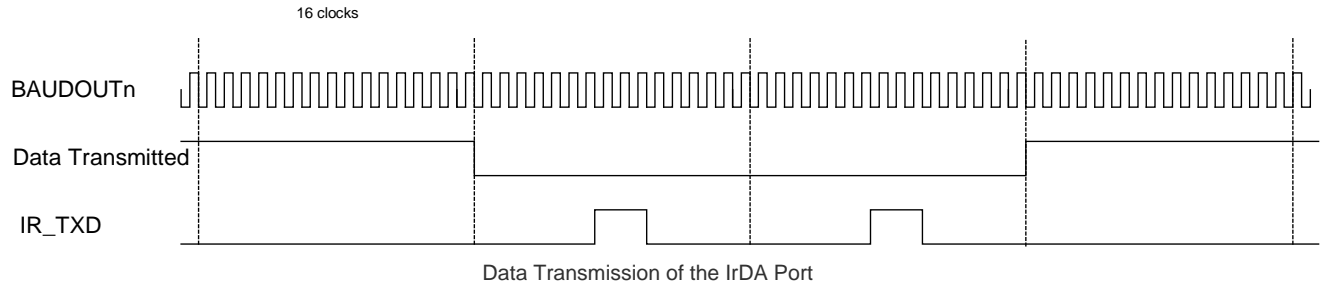 16 clocks
BAUDOUTn
Data Transmitted
IR_TXD
Data Transmission of the IrDA Port